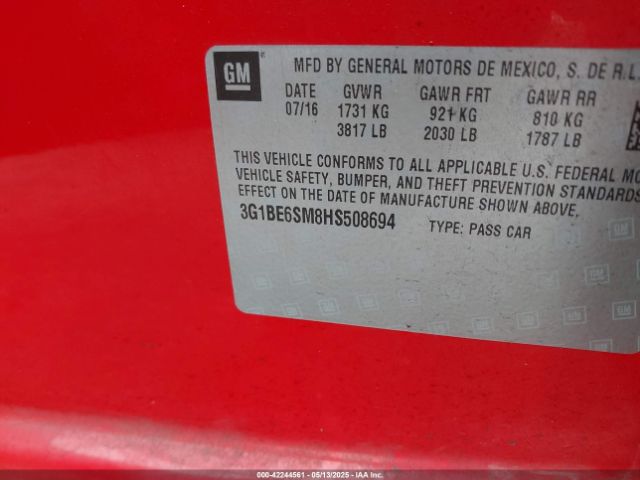 GM
MFD BY GENERAL MOTORS DE MEXICO, S. DE R.L.
DATE GVWR GAWR FRT GAWR RR
07/16 1731 KG 921 KG 810 KG
3817 LB 2030 LB 1787 LB
THIS VEHICLE CONFORMS TO ALL APPLICABLE U.S. FEDERAL MO
VEHICLE SAFETY, BUMPER, AND THEFT PREVENTION STANDARDS
EFFECT ON THE DATE OF MANUFACTURE SHOWN ABOVE.
3G1BE6SM8HS508694 TYPE: PASS CAR
000-42244561 - 05/13/2025 - IAA Inc.